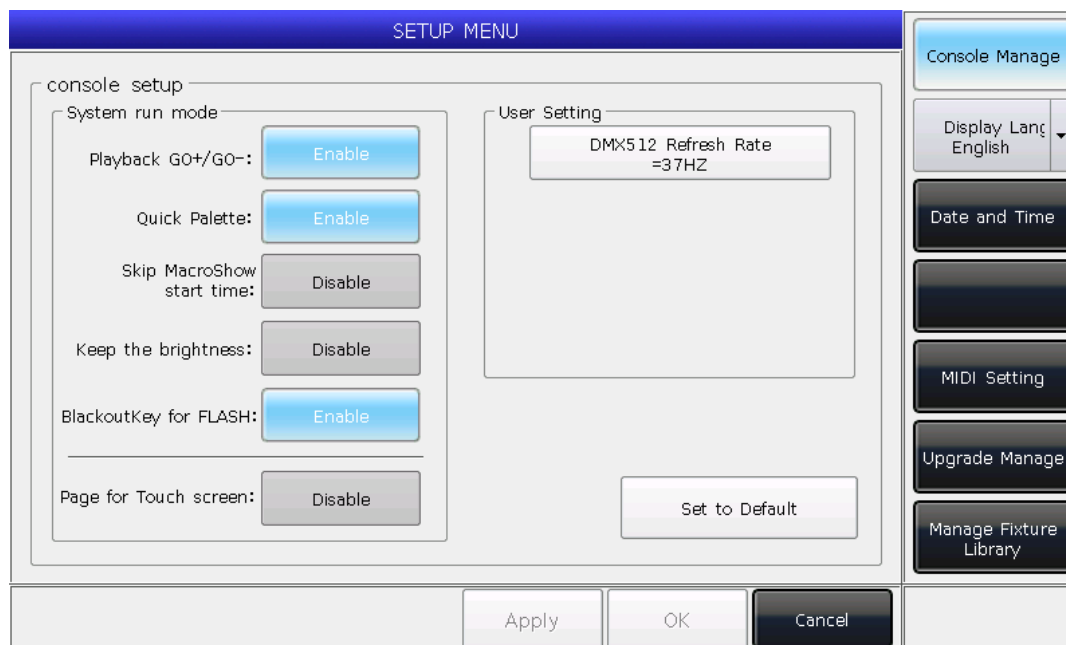 SETUP MENU
console setup
System run mode
Playback GO+/GO-:
Enable
Quick Palette:
Enable
Skip MacroShow
start time:
Disable
Keep the brightness:
Disable
BlackoutKey for FLASH:
Enable
Page for Touch screen:
Disable
User Setting
DMX512 Refresh Rate
=37HZ
Set to Default
Apply
OK
Cancel
Console Manage
Display Lang
English
Date and Time
MIDI Setting
Upgrade Manage
Manage Fixture
Library